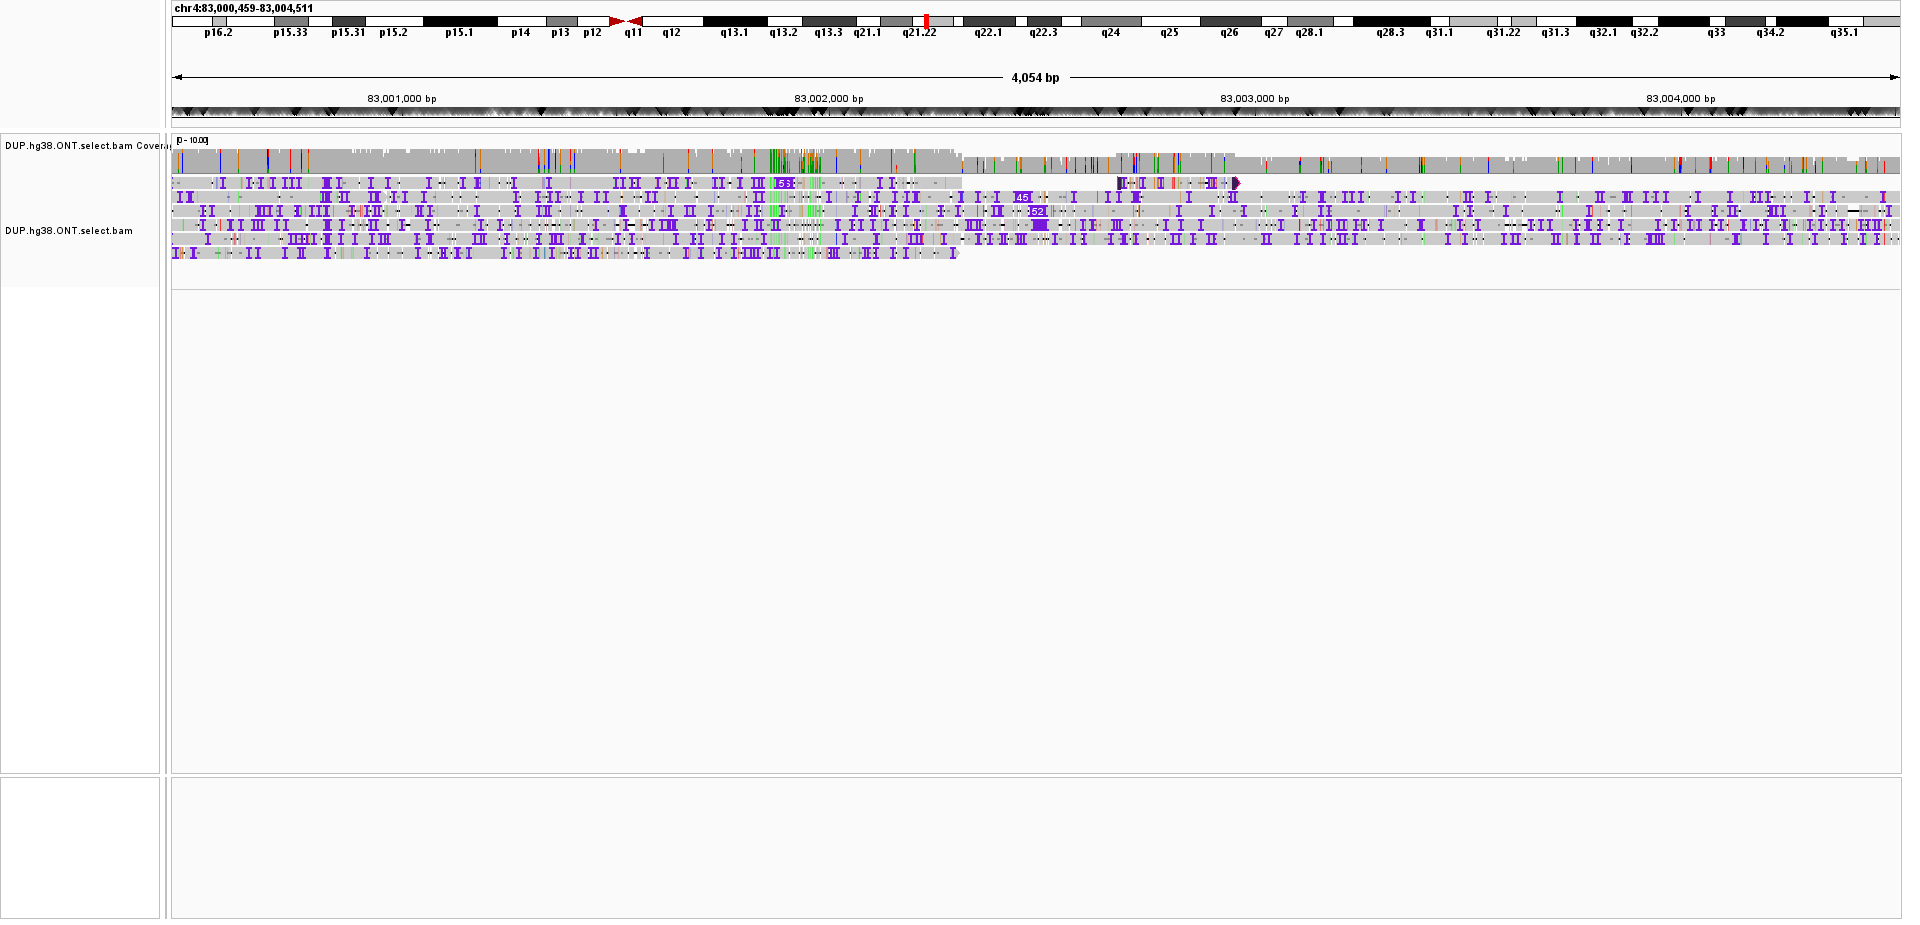 chr4:83,000,459-83,004,511
p16.2 p15.33 p15.31 p15.2 p15.1 p14 p13 p12 q11 q12 q13.1 q13.2 q13.3 q21.1 q21.22 q22.1 q22.3 q24 q25 q26 q27 q28.1 q28.3 q31.1 q31.22 q31.3 q32.1 q32.2 q33 q34.2 q35.1
4,054 bp
83,001,000 bp 83,002,000 bp 83,003,000 bp 83,004,000 bp
[0 - 10.00]
DUP.hg38.ONT.select.bam Covera
45
52
DUP.hg38.ONT.select.bam